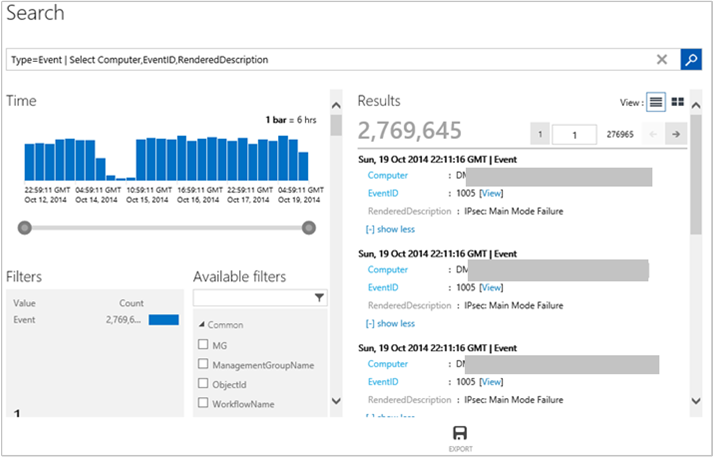 Search
Type=Event | Select Computer,EventID,RenderedDescription
Time
1 bar = 6 hrs
22:59:11 GMT 04:59:11 GMT 10:59:11 GMT 16:59:11 GMT 22:59:11 GMT 04:59:11 GMT
Oct 12, 2014 Oct 14, 2014 Oct 15, 2014 Oct 16, 2014 Oct 17, 2014 Oct 19, 2014
Filters
Value Count
Event 2,769,6...
1
Available filters
Common
MG
ManagementGroupName
ObjectId
WorkflowName
Results
View :
2,769,645
1 1 276965
Sun, 19 Oct 2014 22:11:16 GMT | Event
Computer : DM
EventID : 1005 [View]
RenderedDescription : IPsec: Main Mode Failure
[-] show less
Sun, 19 Oct 2014 22:11:16 GMT | Event
Computer : DM
EventID : 1005 [View]
RenderedDescription : IPsec: Main Mode Failure
[-] show less
Sun, 19 Oct 2014 22:11:16 GMT | Event
Computer : DM
EventID : 1005 [View]
RenderedDescription : IPsec: Main Mode Failure
[-] show less
EXPORT